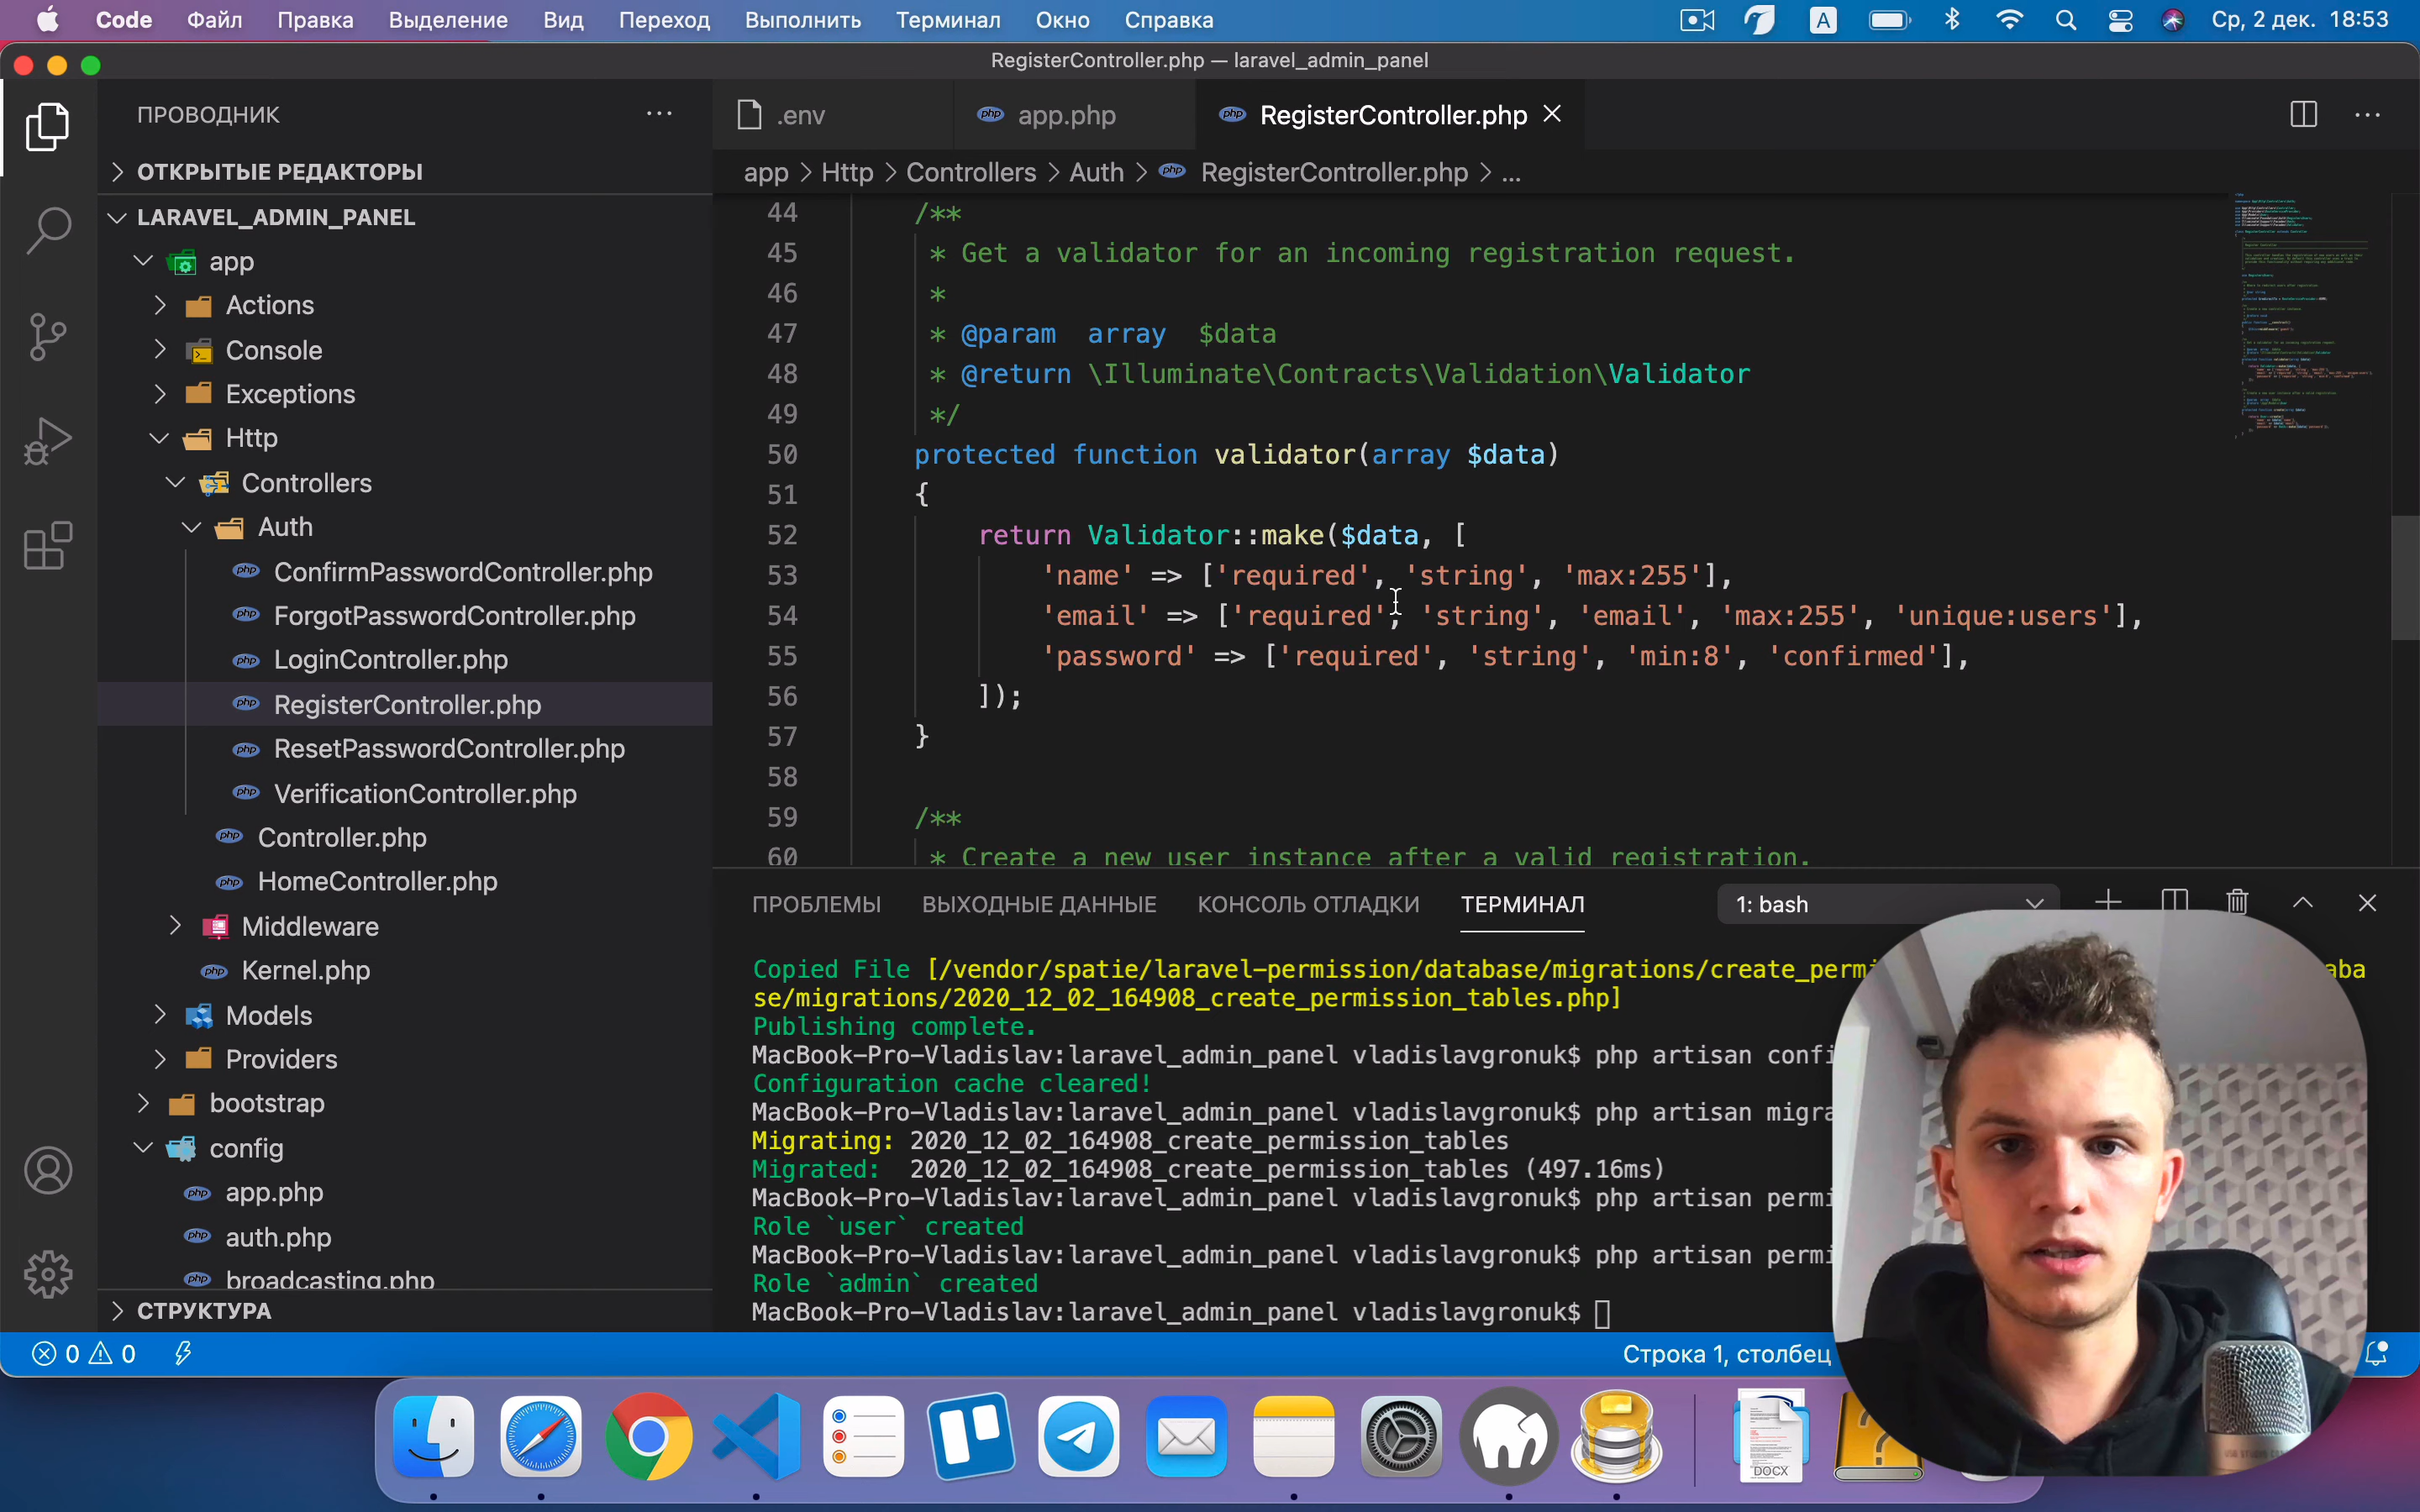 Code Файл Правка Выделение Вид Переход Выполнить Терминал Окно Справка A Ср, 2 дек. 18:53
RegisterController.php — laravel_admin_panel
ПРОВОДНИК
ОТКРЫТЫЕ РЕДАКТОРЫ
LARAVEL_ADMIN_PANEL
app
Actions
Console
Exceptions
Http
Controllers
Auth
ConfirmPasswordController.php
ForgotPasswordController.php
LoginController.php
RegisterController.php
ResetPasswordController.php
VerificationController.php
Controller.php
HomeController.php
Middleware
Kernel.php
Models
Providers
bootstrap
config
app.php
auth.php
broadcasting.php
СТРУКТУРА
.env app.php RegisterController.php
app > Http > Controllers > Auth > RegisterController.php > ...
44 /**
45 * Get a validator for an incoming registration request.
46 *
47 * @param array $data
48 * @return \Illuminate\Contracts\Validation\Validator
49 */
50 protected function validator(array $data)
51 {
52 return Validator::make($data, [
53 'name' => ['required', 'string', 'max:255'],
54 'email' => ['required', 'string', 'email', 'max:255', 'unique:users'],
55 'password' => ['required', 'string', 'min:8', 'confirmed'],
56 ]);
57 }
58
59 /**
60 * Create a new user instance after a valid registration.
ПРОБЛЕМЫ ВЫХОДНЫЕ ДАННЫЕ КОНСОЛЬ ОТЛАДКИ ТЕРМИНАЛ 1: bash
Copied File [/vendor/spatie/laravel-permission/database/migrations/create_perm
se/migrations/2020_12_02_164908_create_permission_tables.php]
Publishing complete.
MacBook-Pro-Vladislav:laravel_admin_panel vladislavgronuk$ php artisan confi
Configuration cache cleared!
MacBook-Pro-Vladislav:laravel_admin_panel vladislavgronuk$ php artisan migra
Migrating: 2020_12_02_164908_create_permission_tables
Migrated: 2020_12_02_164908_create_permission_tables (497.16ms)
MacBook-Pro-Vladislav:laravel_admin_panel vladislavgronuk$ php artisan permi
Role `user` created
MacBook-Pro-Vladislav:laravel_admin_panel vladislavgronuk$ php artisan permi
Role `admin` created
MacBook-Pro-Vladislav:laravel_admin_panel vladislavgronuk$
0 0 Строка 1, столбец
DOCX